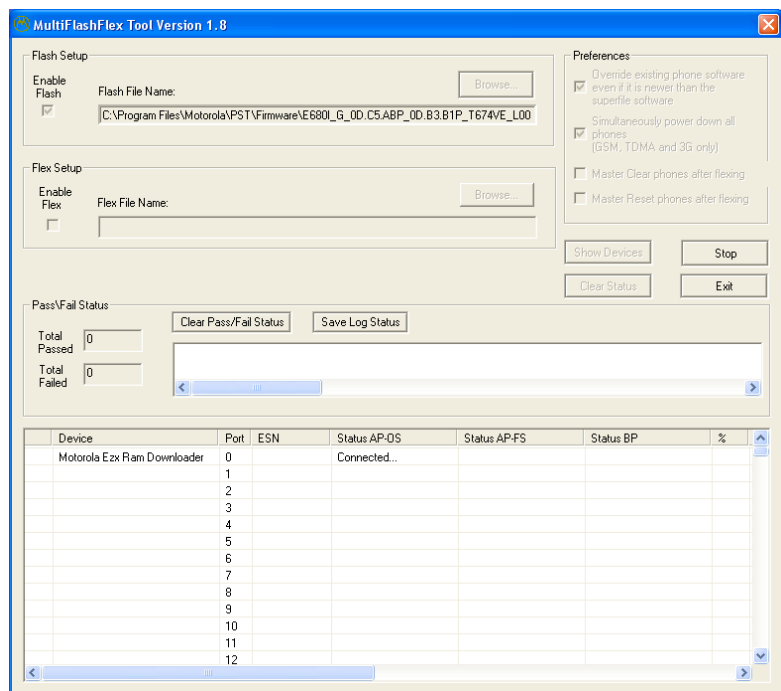 MultiFlashFlex Tool Version 1.8
Flash Setup
Enable
Flash
Flash File Name:
Browse...
C:\Program Files\Motorola\PST\Firmware\E680I_G_0D.C5.ABP_0D.B3.B1P_T674VE_L00
Preferences
Override existing phone software
even if it is newer than the
superfile software
Simultaneously power down all
phones
(GSM, TDMA and 3G only)
Master Clear phones after flexing
Master Reset phones after flexing
Flex Setup
Enable
Flex
Flex File Name:
Browse...
Show Devices
Stop
Clear Status
Exit
Pass\Fail Status
Total
Passed
0
Total
Failed
0
Clear Pass/Fail Status
Save Log Status
Device Port ESN Status AP-OS Status AP-FS Status BP %
Motorola Ezx Ram Downloader 0 Connected...
1
2
3
4
5
6
7
8
9
10
11
12